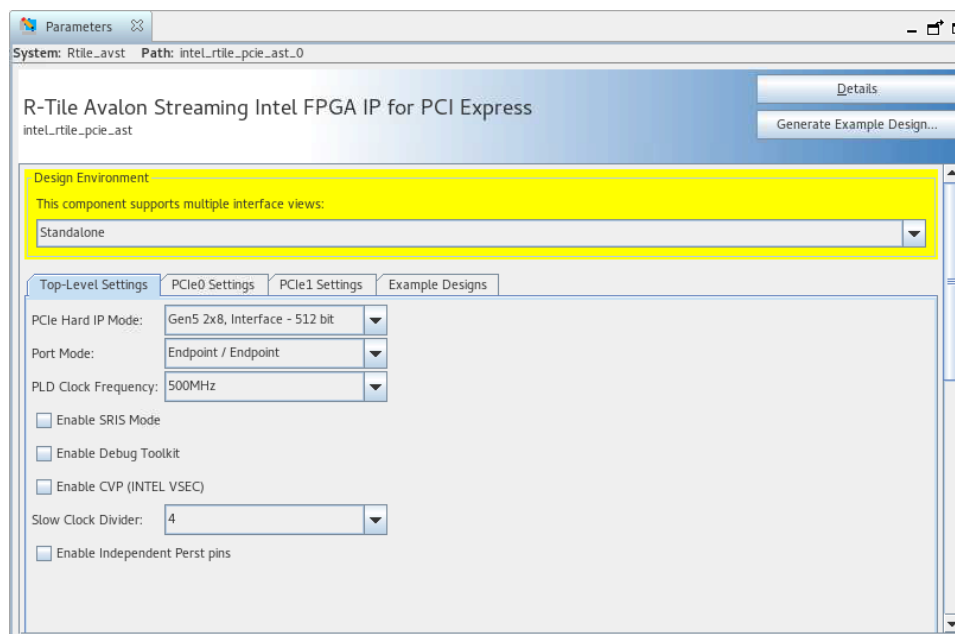 Parameters
System: Rtile_avst Path: intel_rtile_pcie_ast_0
R-Tile Avalon Streaming Intel FPGA IP for PCI Express
intel_rtile_pcie_ast
Details
Generate Example Design...
Design Environment
This component supports multiple interface views:
Standalone
Top-Level Settings PCIe0 Settings PCIe1 Settings Example Designs
PCIe Hard IP Mode: Gen5 2x8, Interface - 512 bit
Port Mode: Endpoint / Endpoint
PLD Clock Frequency: 500MHz
Enable SRIS Mode
Enable Debug Toolkit
Enable CVP (INTEL VSEC)
Slow Clock Divider: 4
Enable Independent Perst pins